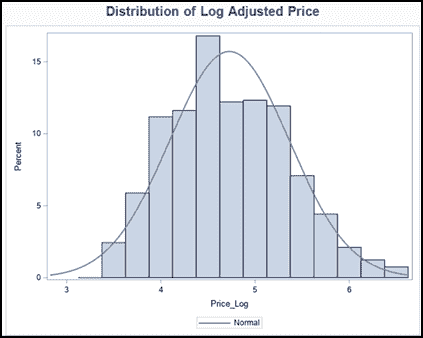 Distribution of Log Adjusted Price
15
10
5
0
Percent
3 4 5 6
Price_Log
Normal